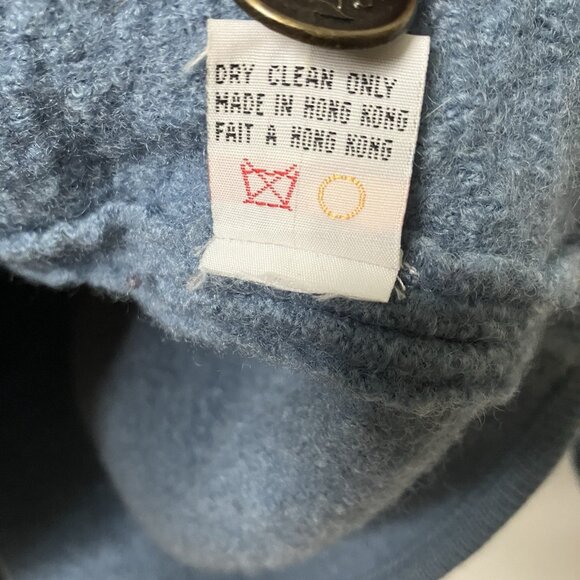 DRY CLEAN ONLY
MADE IN HONG KONG
FAIT A HONG KONG